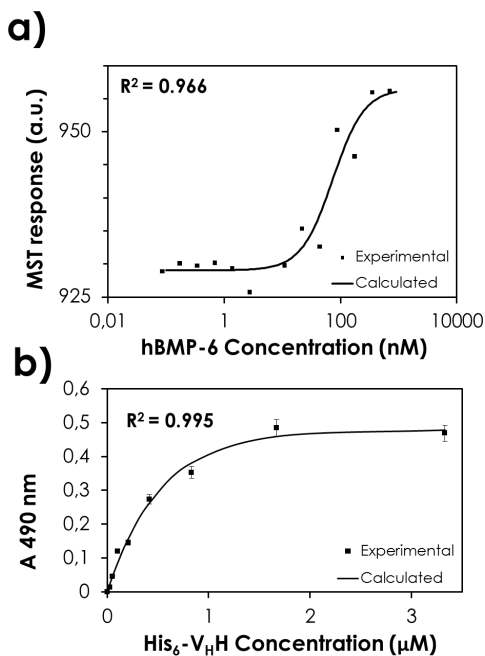 a)
R² = 0.966
MST response (a.u.)
950
925
Experimental
Calculated
0,01
1
100
10000
hBMP-6 Concentration (nM)
b)
0,6
R² = 0.995
0,5
0,4
0,3
0,2
0,1
0
A 490 nm
Experimental
Calculated
0
1
2
3
His₆-VHH Concentration (µM)